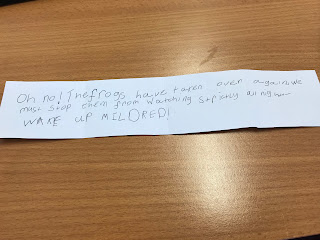 Oh no! The frogs have taken over again. We
must stop them from watching strictly all night
WAKE UP MILDRED!